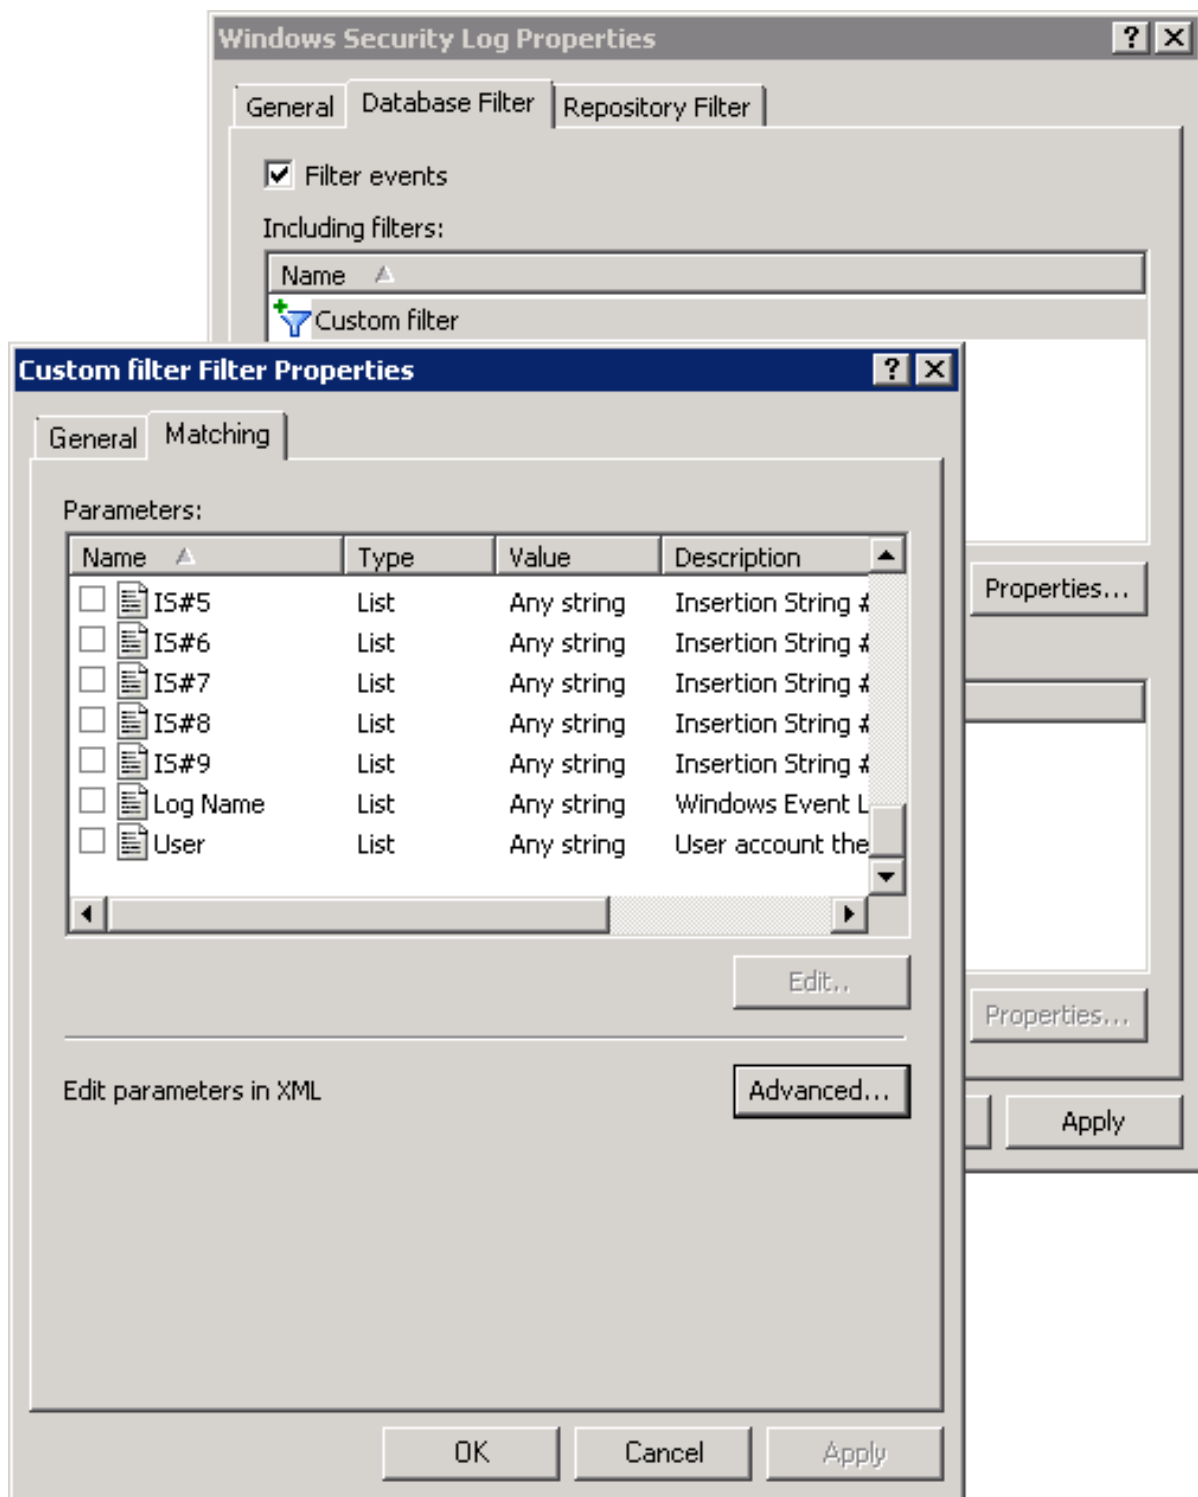 Windows Security Log Properties
General Database Filter Repository Filter
Filter events
Including filters:
Name
Custom filter
Properties...
Properties...
Apply
Custom filter Filter Properties
General Matching
Parameters:
Name Type Value Description
IS#5 List Any string Insertion String #
IS#6 List Any string Insertion String #
IS#7 List Any string Insertion String #
IS#8 List Any string Insertion String #
IS#9 List Any string Insertion String #
Log Name List Any string Windows Event L
User List Any string User account the
Edit..
Edit parameters in XML Advanced...
OK Cancel Apply